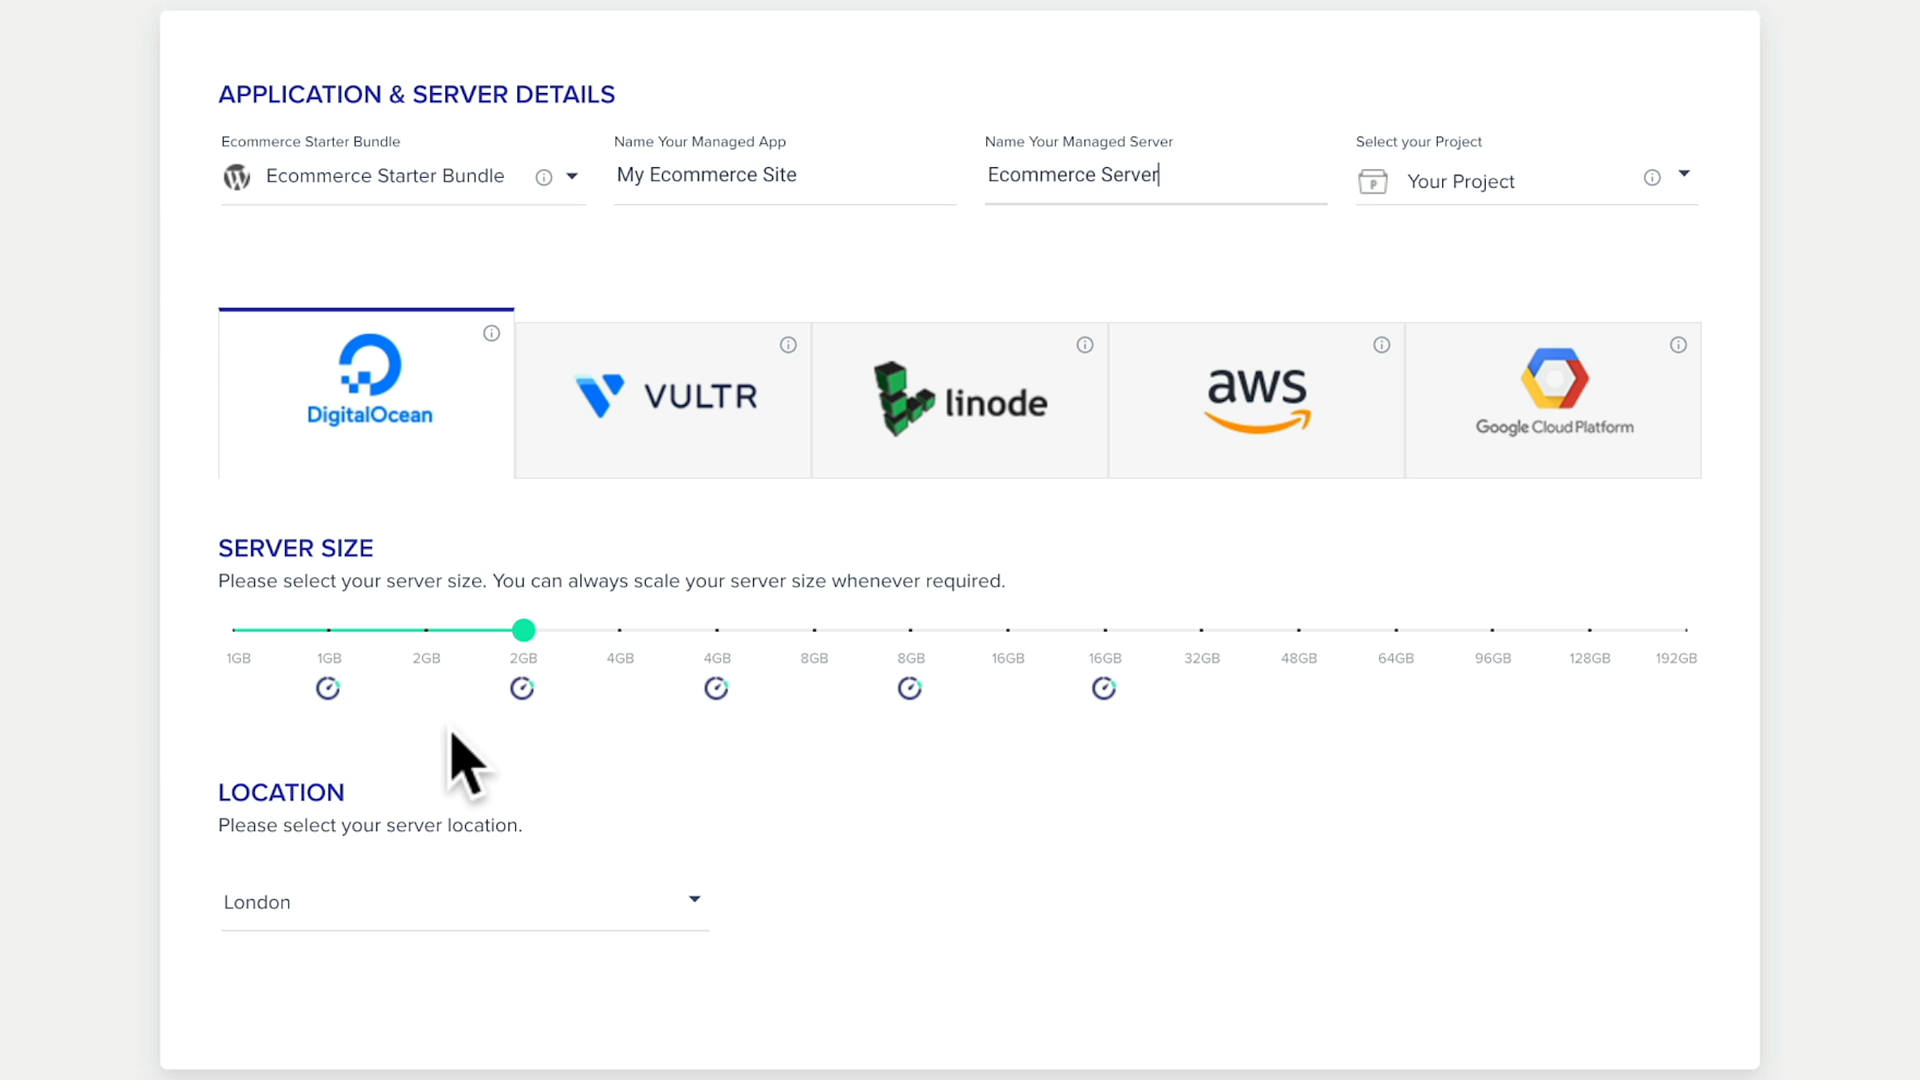 APPLICATION & SERVER DETAILS
Ecommerce Starter Bundle Name Your Managed App Name Your Managed Server Select your Project
Ecommerce Starter Bundle My Ecommerce Site Ecommerce Server Your Project
DigitalOcean VULTR linode aws Google Cloud Platform
SERVER SIZE
Please select your server size. You can always scale your server size whenever required.
1GB 1GB 2GB 2GB 4GB 4GB 8GB 8GB 16GB 16GB 32GB 48GB 64GB 96GB 128GB 192GB
LOCATION
Please select your server location.
London